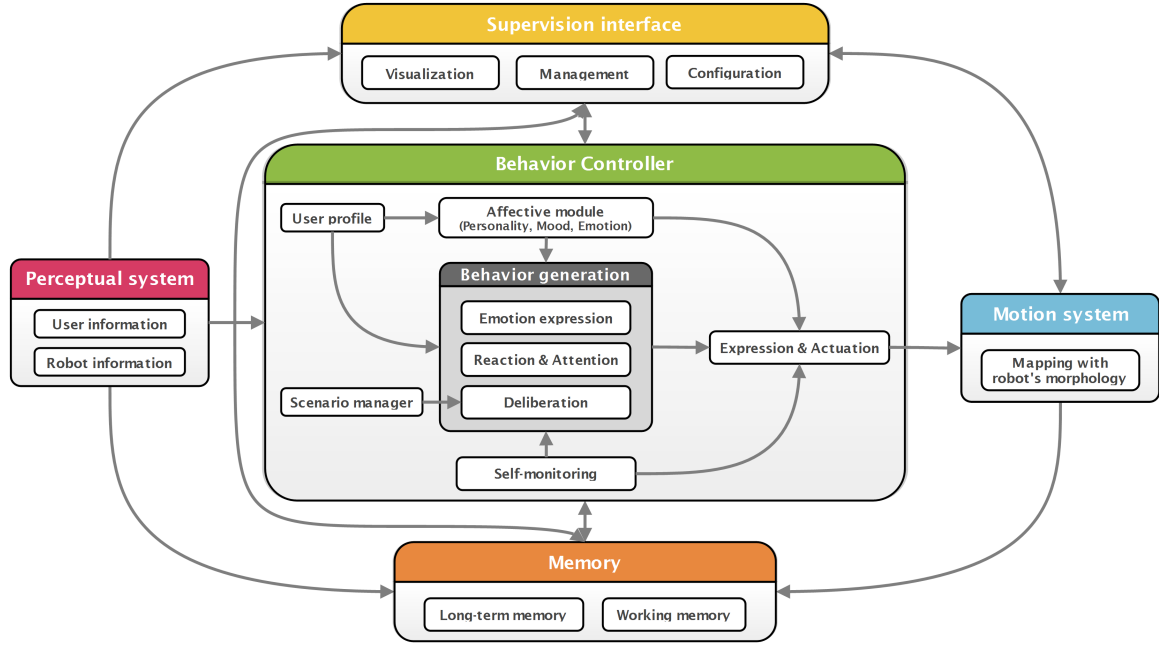 Supervision interface
Visualization
Management
Configuration
Behavior Controller
User profile
Affective module
(Personality, Mood, Emotion)
Behavior generation
Emotion expression
Reaction & Attention
Deliberation
Scenario manager
Self-monitoring
Expression & Actuation
Perceptual system
User information
Robot information
Motion system
Mapping with
robot's morphology
Memory
Long-term memory
Working memory